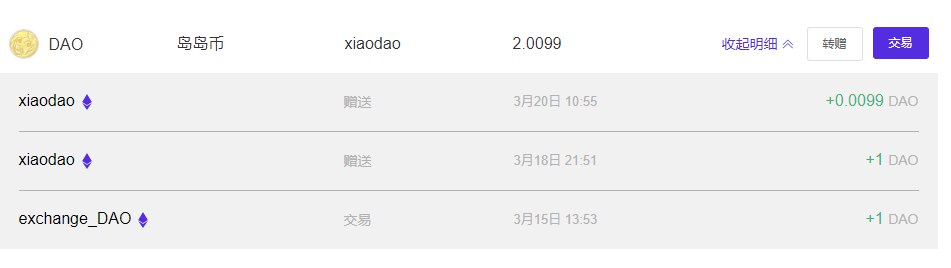 DAO 岛岛币 xiaodao 2.0099 收起明细 转赠 交易
xiaodao 赠送 3月20日 10:55 +0.0099 DAO
xiaodao 赠送 3月18日 21:51 +1 DAO
exchange_DAO 交易 3月15日 13:53 +1 DAO